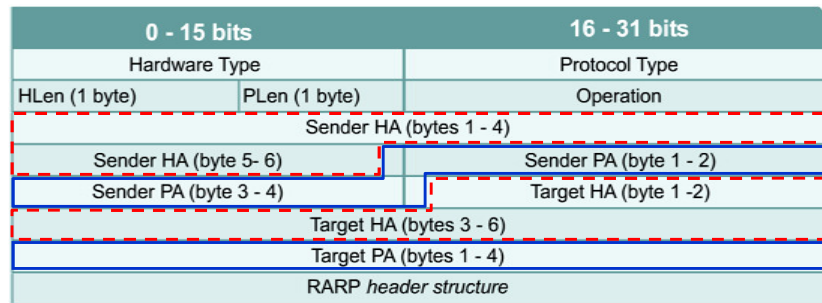 0 - 15 bits 16 - 31 bits
Hardware Type Protocol Type
HLen (1 byte) PLen (1 byte) Operation
Sender HA (bytes 1 - 4)
Sender HA (byte 5- 6) Sender PA (byte 1 - 2)
Sender PA (byte 3 - 4) Target HA (byte 1 -2)
Target HA (bytes 3 - 6)
Target PA (bytes 1 - 4)
RARP header structure